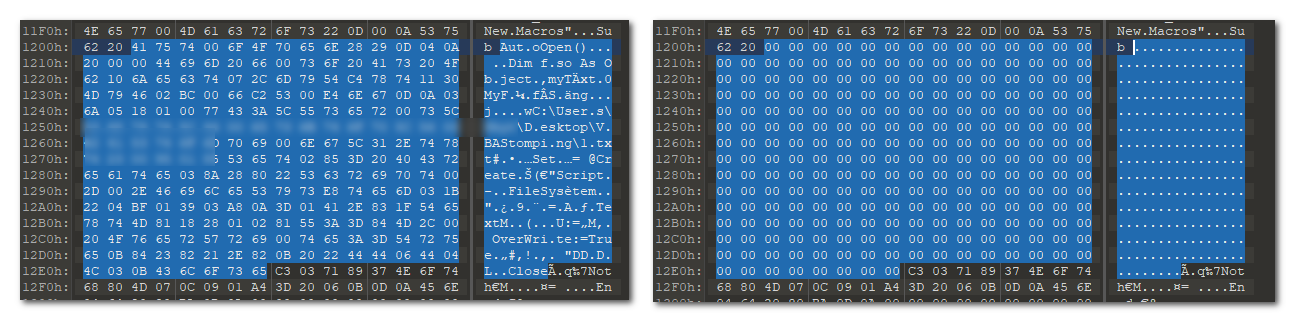 11F0h: 4E 65 77 00 4D 61 63 72 6F 73 22 0D 00 0A 53 75 New.Macros"...Su
1200h: 62 20 41 75 74 00 6F 4F 70 65 6E 28 29 0D 04 0A b Aut.oOpen()...
1210h: 20 00 00 44 69 6D 20 66 00 73 6F 20 41 73 20 4F ..Dim f.so As O
1220h: 62 10 6A 65 63 74 07 2C 6D 79 54 C4 78 74 11 30 b.ject.,myTÄxt.0
1230h: 4D 79 46 02 BC 00 66 C2 53 00 E4 6E 67 0D 0A 03 MyF.¼.fÂS.äng...
1240h: 6A 05 18 01 00 77 43 3A 5C 55 73 65 72 00 73 5C j....wC:\User.s\
1250h: \D.esktop\V.
1260h: 70 69 00 6E 67 5C 31 2E 74 78 BAStompi.ng\1.tx
1270h: 53 65 74 02 85 3D 20 40 43 72 t#.•.…Set.…= @Cr
1280h: 65 61 74 65 03 8A 28 80 22 53 63 72 69 70 74 00 eate.Š(€"Script.
1290h: 2D 00 2E 46 69 6C 65 53 79 73 E8 74 65 6D 03 1B -..FileSysètem..
12A0h: 22 04 BF 01 39 03 A8 0A 3D 01 41 2E 83 1F 54 65 ".¿.9.¨.=.A.ƒ.Te
12B0h: 78 74 4D 81 18 28 01 02 81 55 3A 3D 84 4D 2C 00 xtM..(...U:=„M,.
12C0h: 20 4F 76 65 72 57 72 69 00 74 65 3A 3D 54 72 75 OverWri.te:=Tru
12D0h: 65 0B 84 23 82 21 2E 82 0B 20 22 44 44 06 44 04 e.„#‚!.‚. "DD.D.
12E0h: 4C 03 0B 43 6C 6F 73 65 C3 03 71 89 37 4E 6F 74 L..CloseÃ.q‰7Not
12F0h: 68 80 4D 07 0C 09 01 A4 3D 20 06 0B 0D 0A 45 6E h€M....¤= ....En
11F0h: 4E 65 77 00 4D 61 63 72 6F 73 22 0D 00 0A 53 75 New.Macros"...Su
1200h: 62 20 00 00 00 00 00 00 00 00 00 00 00 00 00 00 b ..............
1210h: 00 00 00 00 00 00 00 00 00 00 00 00 00 00 00 00 ................
1220h: 00 00 00 00 00 00 00 00 00 00 00 00 00 00 00 00 ................
1230h: 00 00 00 00 00 00 00 00 00 00 00 00 00 00 00 00 ................
1240h: 00 00 00 00 00 00 00 00 00 00 00 00 00 00 00 00 ................
1250h: 00 00 00 00 00 00 00 00 00 00 00 00 00 00 00 00 ................
1260h: 00 00 00 00 00 00 00 00 00 00 00 00 00 00 00 00 ................
1270h: 00 00 00 00 00 00 00 00 00 00 00 00 00 00 00 00 ................
1280h: 00 00 00 00 00 00 00 00 00 00 00 00 00 00 00 00 ................
1290h: 00 00 00 00 00 00 00 00 00 00 00 00 00 00 00 00 ................
12A0h: 00 00 00 00 00 00 00 00 00 00 00 00 00 00 00 00 ................
12B0h: 00 00 00 00 00 00 00 00 00 00 00 00 00 00 00 00 ................
12C0h: 00 00 00 00 00 00 00 00 00 00 00 00 00 00 00 00 ................
12D0h: 00 00 00 00 00 00 00 00 00 00 00 00 00 00 00 00 ................
12E0h: 00 00 00 00 00 00 00 00 C3 03 71 89 37 4E 6F 74 ........Ã.q‰7Not
12F0h: 68 80 4D 07 0C 09 01 A4 3D 20 06 0B 0D 0A 45 6E h€M....¤= ....En